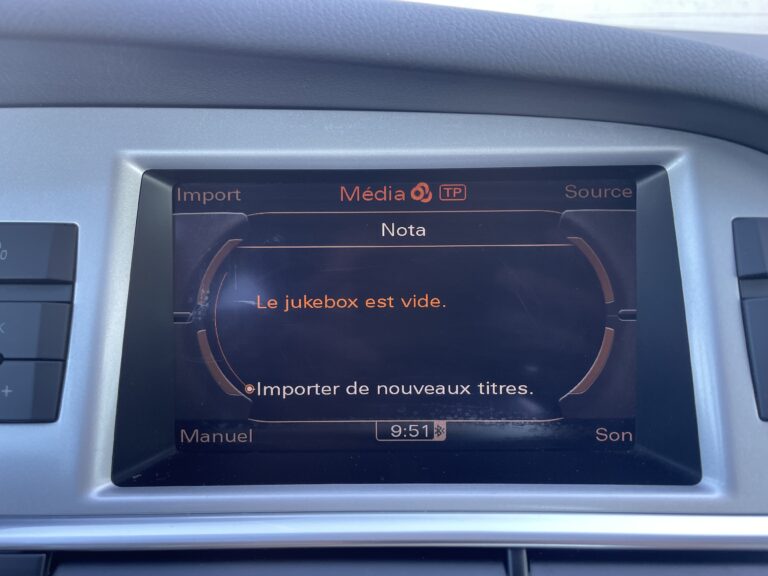 Import
Média TP
Source
Nota
Le jukebox est vide.
Importer de nouveaux titres.
Manuel
9:51
Son